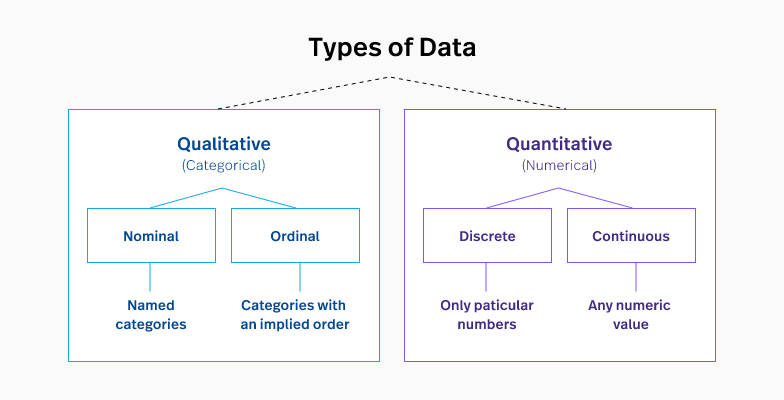 Types of Data
Qualitative
(Categorical)
Nominal
Ordinal
Named
categories
Categories with
an implied order
Quantitative
(Numerical)
Discrete
Continuous
Only paticular
numbers
Any numeric
value